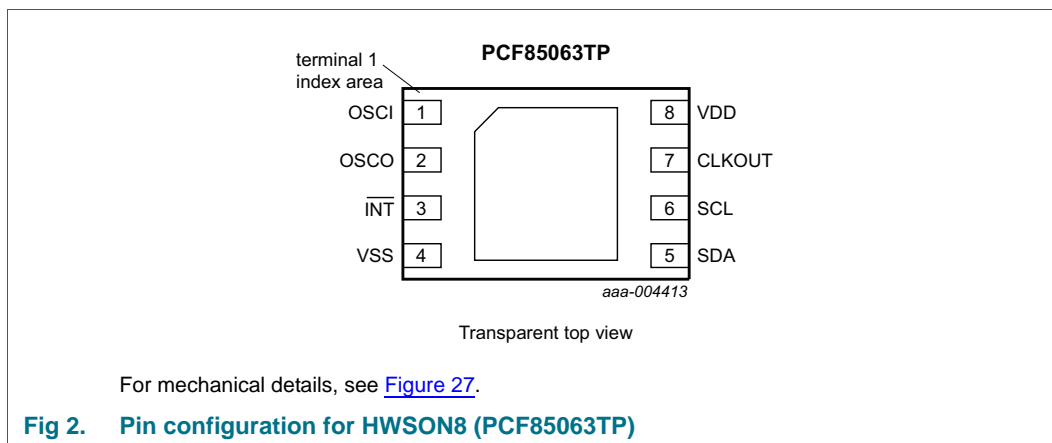 PCF85063TP
terminal 1
index area
OSCI 1
8 VDD
OSCO 2
7 CLKOUT
INT 3
6 SCL
VSS 4
5 SDA
aaa-004413
Transparent top view
For mechanical details, see Figure 27.
Fig 2. Pin configuration for HWSON8 (PCF85063TP)